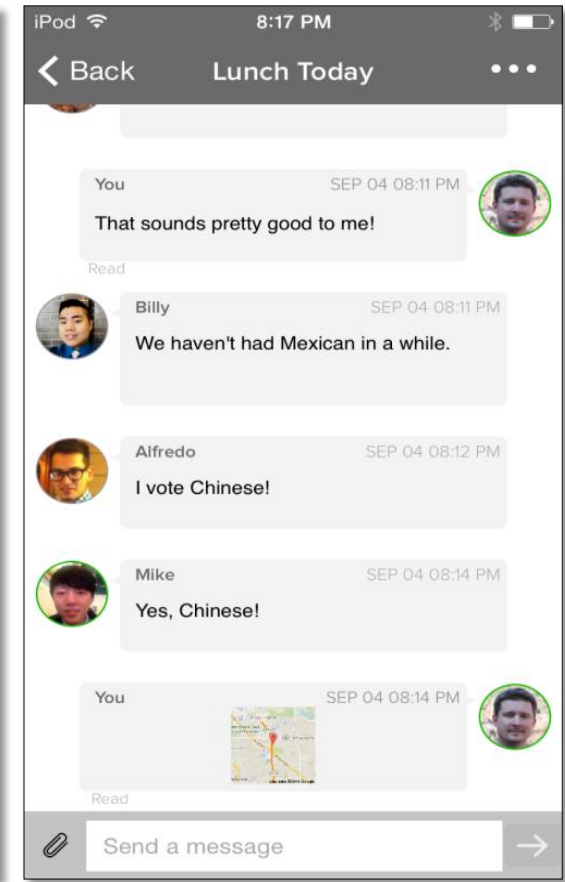 iPod 8:17 PM
Back Lunch Today
You SEP 04 08:11 PM
That sounds pretty good to me!
Read
Billy SEP 04 08:11 PM
We haven't had Mexican in a while.
Alfredo SEP 04 08:12 PM
I vote Chinese!
Mike SEP 04 08:14 PM
Yes, Chinese!
You SEP 04 08:14 PM
Read
Send a message